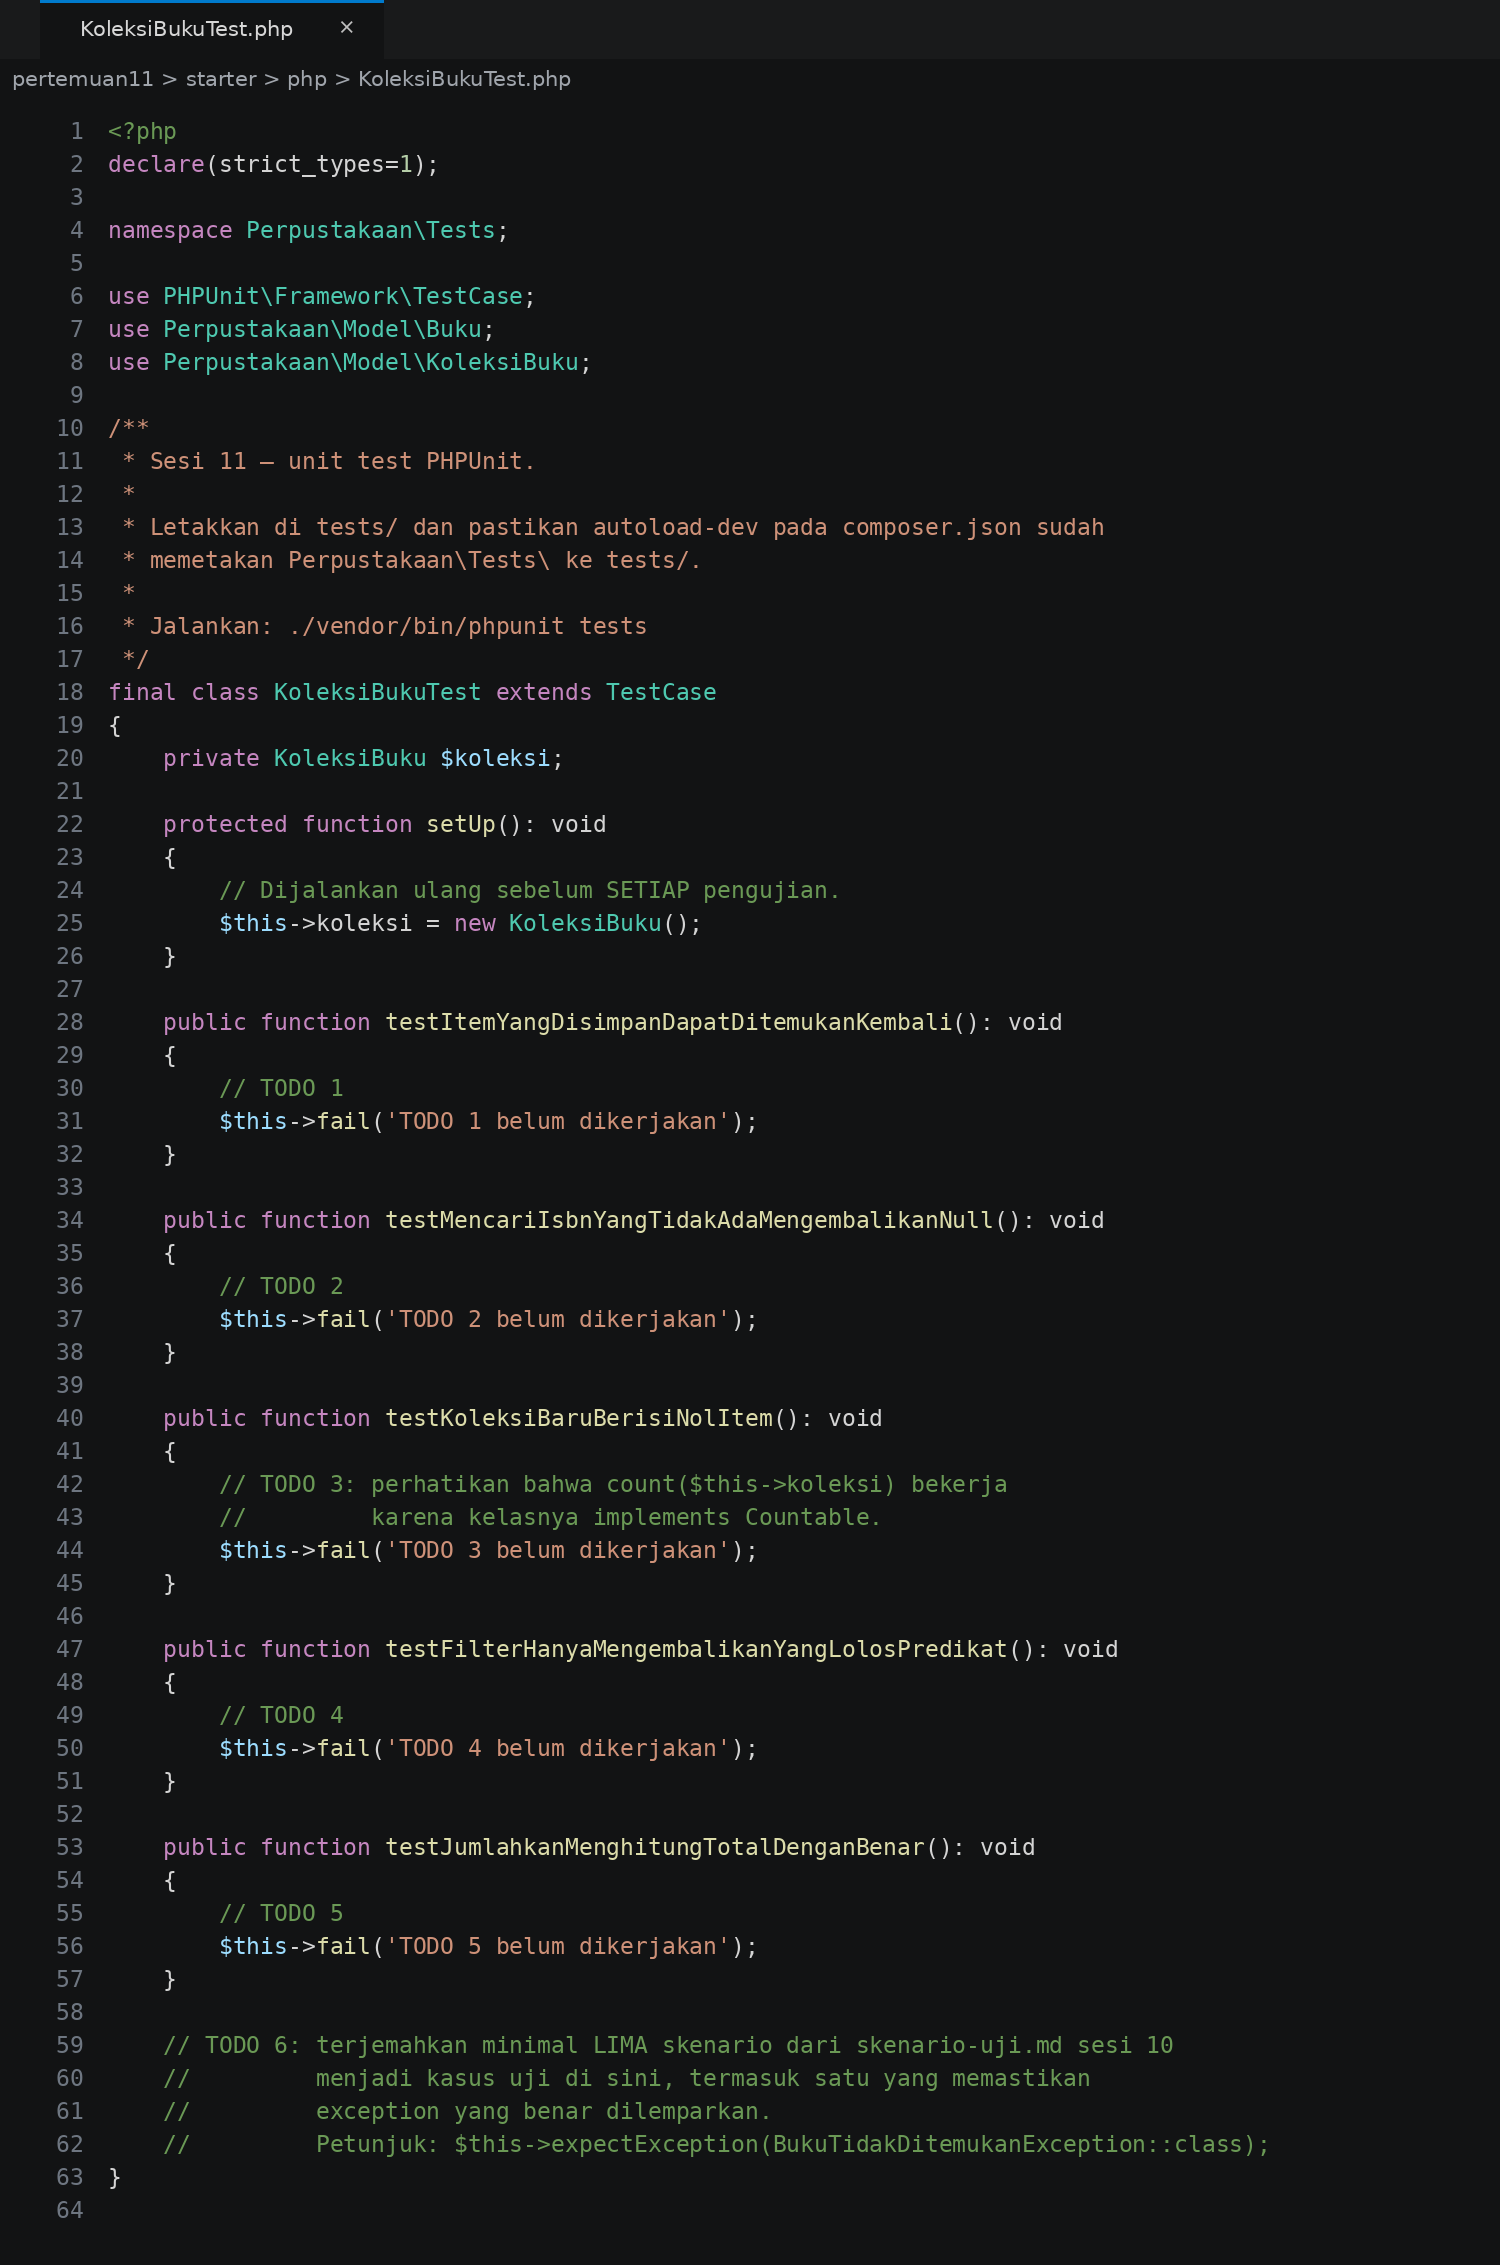 KoleksiBukuTest.php ×
pertemuan11 > starter > php > KoleksiBukuTest.php
1 <?php
2 declare(strict_types=1);
3
4 namespace Perpustakaan\Tests;
5
6 use PHPUnit\Framework\TestCase;
7 use Perpustakaan\Model\Buku;
8 use Perpustakaan\Model\KoleksiBuku;
9
10 /**
11  * Sesi 11 — unit test PHPUnit.
12  *
13  * Letakkan di tests/ dan pastikan autoload-dev pada composer.json sudah
14  * memetakan Perpustakaan\Tests\ ke tests/.
15  *
16  * Jalankan: ./vendor/bin/phpunit tests
17  */
18 final class KoleksiBukuTest extends TestCase
19 {
20     private KoleksiBuku $koleksi;
21
22     protected function setUp(): void
23     {
24         // Dijalankan ulang sebelum SETIAP pengujian.
25         $this->koleksi = new KoleksiBuku();
26     }
27
28     public function testItemYangDisimpanDapatDitemukanKembali(): void
29     {
30         // TODO 1
31         $this->fail('TODO 1 belum dikerjakan');
32     }
33
34     public function testMencariIsbnYangTidakAdaMengembalikanNull(): void
35     {
36         // TODO 2
37         $this->fail('TODO 2 belum dikerjakan');
38     }
39
40     public function testKoleksiBaruBerisiNolItem(): void
41     {
42         // TODO 3: perhatikan bahwa count($this->koleksi) bekerja
43         //         karena kelasnya implements Countable.
44         $this->fail('TODO 3 belum dikerjakan');
45     }
46
47     public function testFilterHanyaMengembalikanYangLolosPredikat(): void
48     {
49         // TODO 4
50         $this->fail('TODO 4 belum dikerjakan');
51     }
52
53     public function testJumlahkanMenghitungTotalDenganBenar(): void
54     {
55         // TODO 5
56         $this->fail('TODO 5 belum dikerjakan');
57     }
58
59     // TODO 6: terjemahkan minimal LIMA skenario dari skenario-uji.md sesi 10
60     //         menjadi kasus uji di sini, termasuk satu yang memastikan
61     //         exception yang benar dilemparkan.
62     //         Petunjuk: $this->expectException(BukuTidakDitemukanException::class);
63 }
64